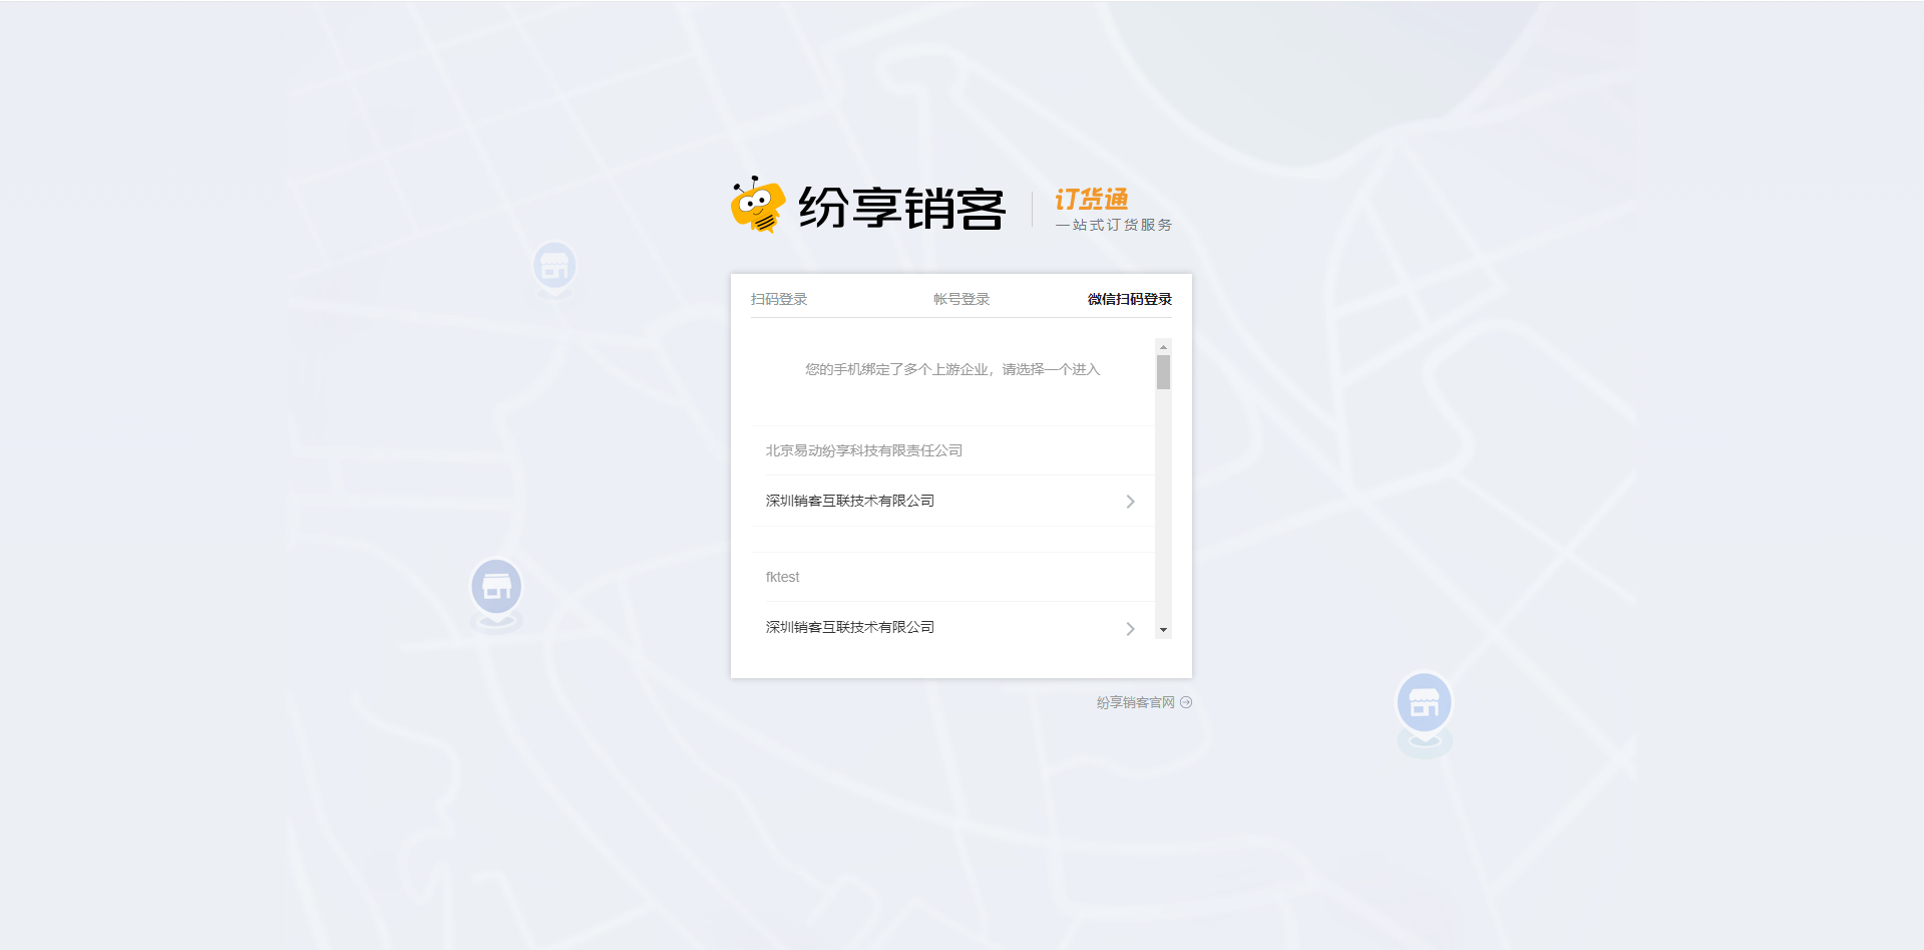 纷享销客
订货通
一站式订货服务
扫码登录
帐号登录
微信扫码登录
您的手机绑定了多个上游企业，请选择一个进入
北京易动纷享科技有限责任公司
深圳销客互联技术有限公司
fktest
深圳销客互联技术有限公司
纷享销客官网